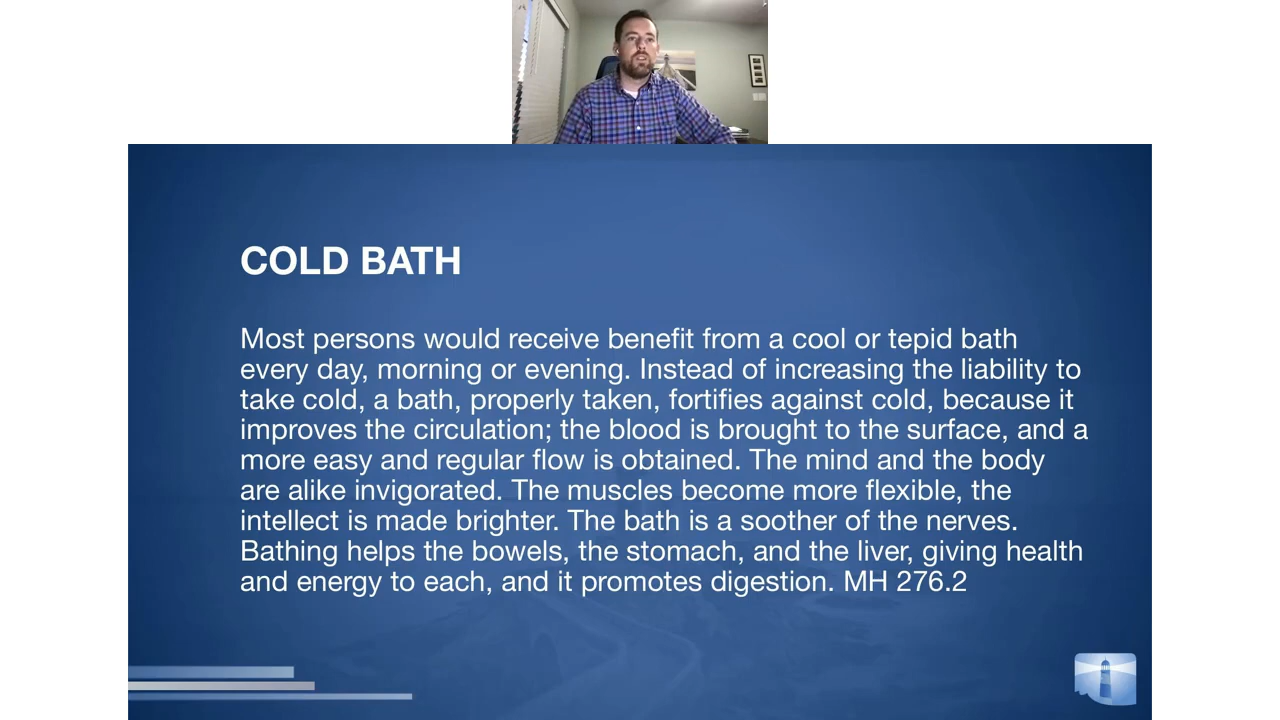 COLD BATH
Most persons would receive benefit from a cool or tepid bath
every day, morning or evening. Instead of increasing the liability to
take cold, a bath, properly taken, fortifies against cold, because it
improves the circulation; the blood is brought to the surface, and a
more easy and regular flow is obtained. The mind and the body
are alike invigorated. The muscles become more flexible, the
intellect is made brighter. The bath is a soother of the nerves.
Bathing helps the bowels, the stomach, and the liver, giving health
and energy to each, and it promotes digestion. MH 276.2